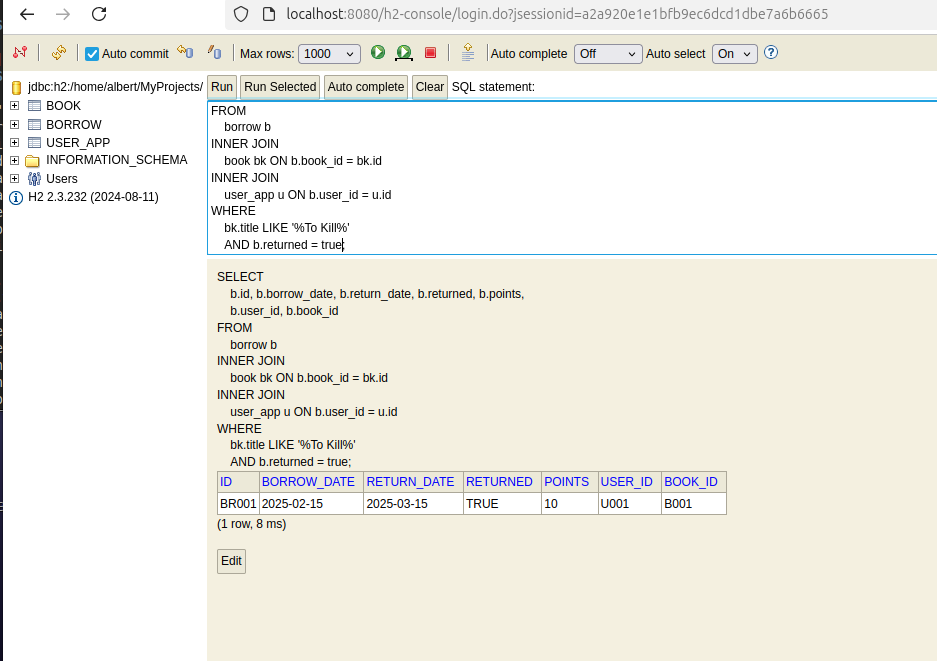 localhost:8080/h2-console/login.do?jsessionid=a2a920e1e1bfb9ec6dcd1dbe7a6b6665
Auto commit Max rows: 1000 Auto complete Off Auto select On
jdbc:h2:/home/albert/MyProjects/
BOOK
BORROW
USER_APP
INFORMATION_SCHEMA
Users
H2 2.3.232 (2024-08-11)
Run Run Selected Auto complete Clear SQL statement:
FROM
borrow b
INNER JOIN
book bk ON b.book_id = bk.id
INNER JOIN
user_app u ON b.user_id = u.id
WHERE
bk.title LIKE '%To Kill%'
AND b.returned = true;
SELECT
b.id, b.borrow_date, b.return_date, b.returned, b.points,
b.user_id, b.book_id
FROM
borrow b
INNER JOIN
book bk ON b.book_id = bk.id
INNER JOIN
user_app u ON b.user_id = u.id
WHERE
bk.title LIKE '%To Kill%'
AND b.returned = true;
ID BORROW_DATE RETURN_DATE RETURNED POINTS USER_ID BOOK_ID
BR001 2025-02-15 2025-03-15 TRUE 10 U001 B001
(1 row, 8 ms)
Edit